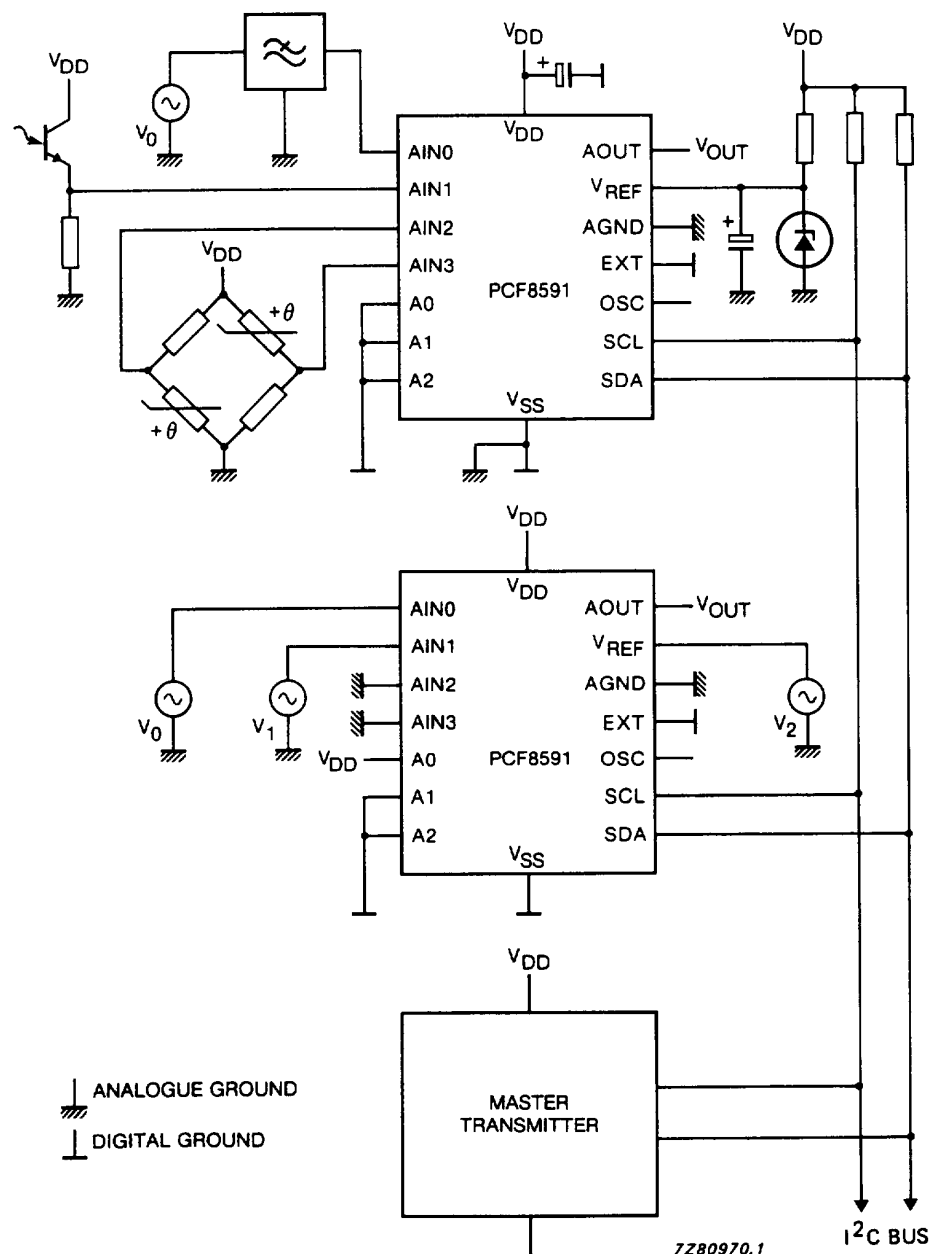 VDD
V0
VDD
+
VDD
VDD
AIN0
AIN1
AIN2
AIN3
A0
A1
A2
VDD
PCF8591
VSS
AOUT
VREF
AGND
EXT
OSC
SCL
SDA
VOUT
+
VDD
+θ
+θ
VDD
VDD
AIN0
AIN1
AIN2
AIN3
A0
A1
A2
PCF8591
VSS
AOUT
VREF
AGND
EXT
OSC
SCL
SDA
VOUT
V0
V1
VDD
V2
VDD
MASTER
TRANSMITTER
ANALOGUE GROUND
DIGITAL GROUND
7Z80970.1
I²C BUS